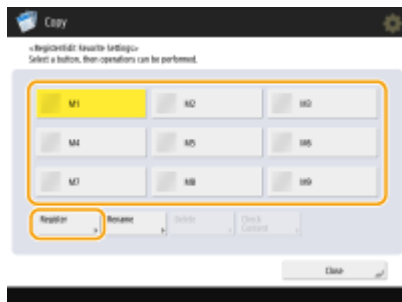 Copy
<Register/Edit Favorite Settings>
Select a button, then operations can be performed.
M1 M2 M3
M4 M5 M6
M7 M8 M9
Register Rename Delete Check Content
Close